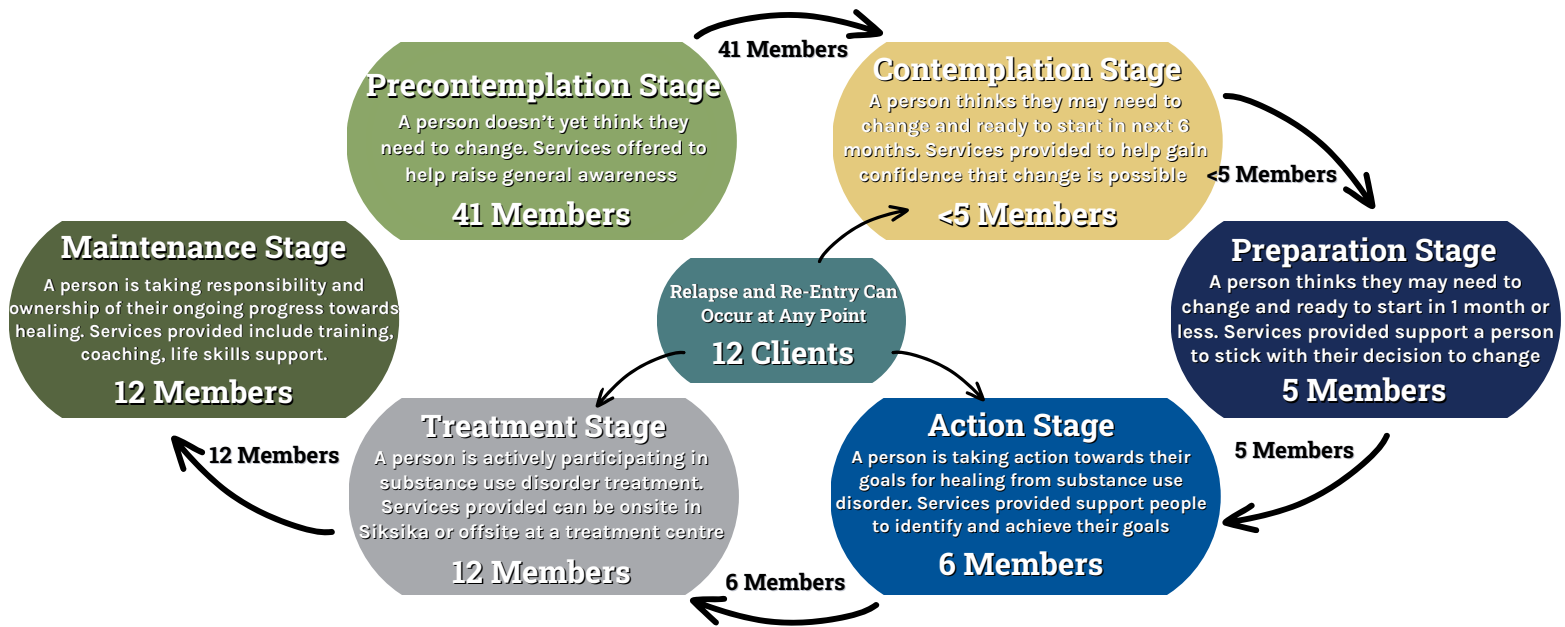 41 Members
Precontemplation Stage
A person doesn't yet think they
need to change. Services offered to
help raise general awareness
41 Members
Contemplation Stage
A person thinks they may need to
change and ready to start in next 6
months. Services provided to help gain
confidence that change is possible
<5 Members
<5 Members
Maintenance Stage
A person is taking responsibility and
ownership of their ongoing progress towards
healing. Services provided include training,
coaching, life skills support.
12 Members
Relapse and Re-Entry Can
Occur at Any Point
12 Clients
Preparation Stage
A person thinks they may need to
change and ready to start in 1 month or
less. Services provided support a person
to stick with their decision to change
5 Members
12 Members
Treatment Stage
A person is actively participating in
substance use disorder treatment.
Services provided can be onsite in
Siksika or offsite at a treatment centre
12 Members
Action Stage
A person is taking action towards their
goals for healing from substance use
disorder. Services provided support people
to identify and achieve their goals
6 Members
5 Members
6 Members